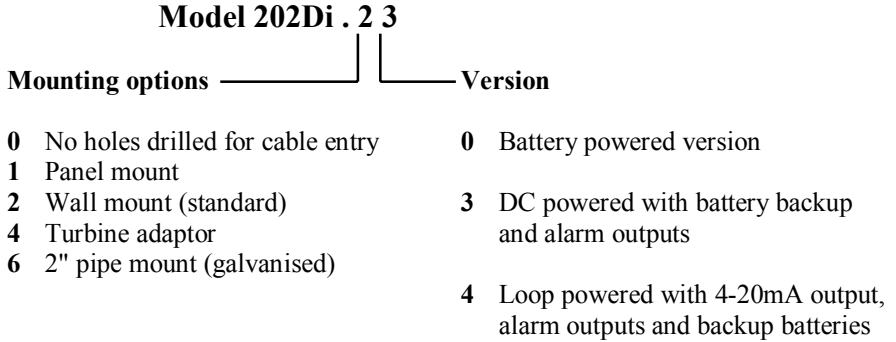 Model 202Di . 2 3
Mounting options
Version
0 No holes drilled for cable entry
1 Panel mount
2 Wall mount (standard)
4 Turbine adaptor
6 2" pipe mount (galvanised)
0 Battery powered version
3 DC powered with battery backup
and alarm outputs
4 Loop powered with 4-20mA output,
alarm outputs and backup batteries